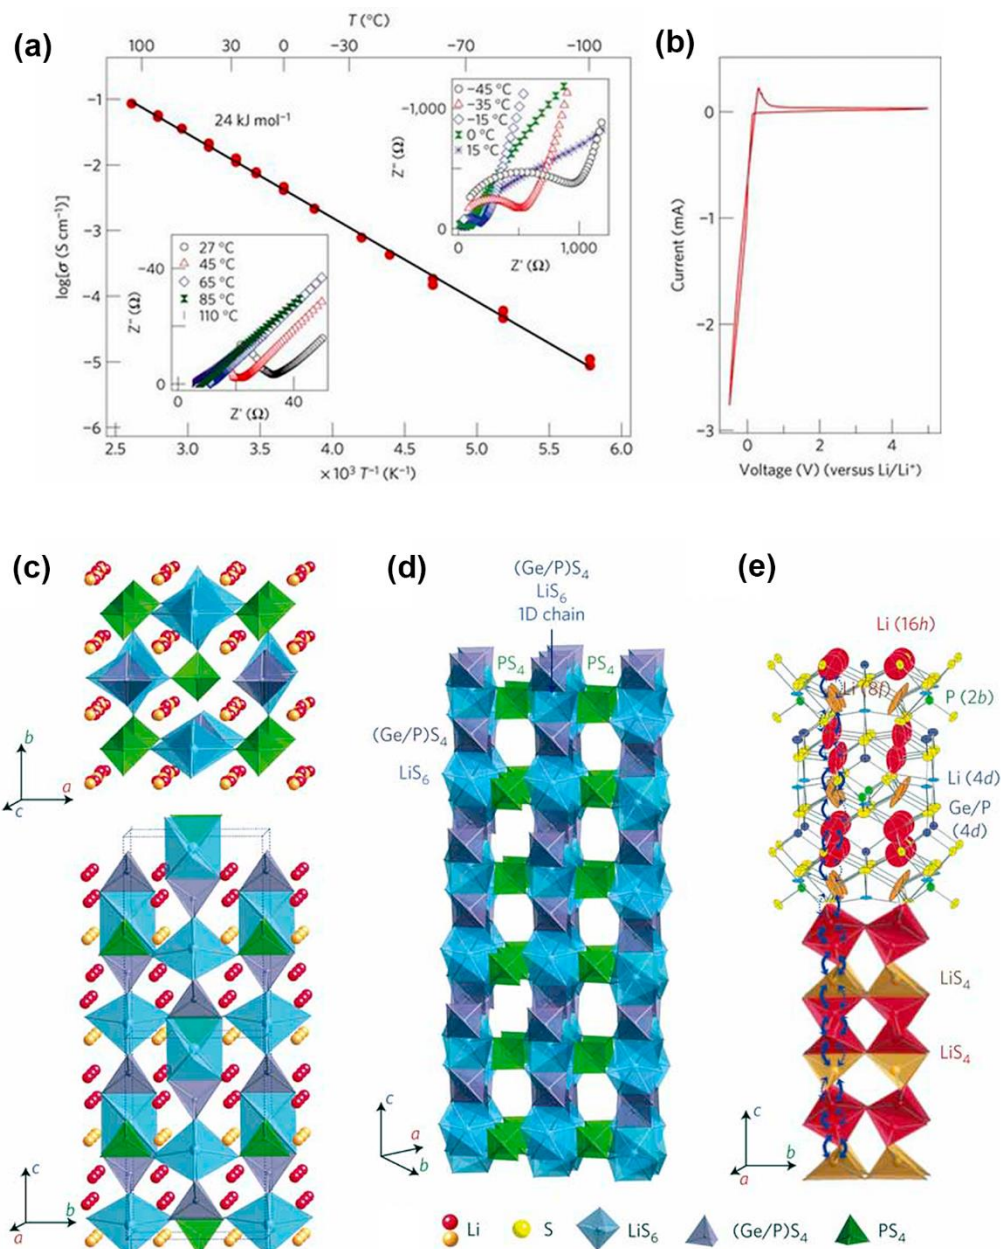 (a)
T (°C)
100 30 0 −30 −70 −100
24 kJ mol⁻¹
log[σ (S cm⁻¹)]
−1
−2
−3
−4
−5
−6
2.5 3.0 3.5 4.0 4.5 5.0 5.5 6.0
×10³ T⁻¹ (K⁻¹)
−45 °C
−35 °C
−15 °C
0 °C
15 °C
−1,000
0
Z'' (Ω)
0 1,000
Z' (Ω)
27 °C
45 °C
65 °C
85 °C
110 °C
−40
0
Z'' (Ω)
0 40
Z' (Ω)
(b)
0
−1
−2
−3
Current (mA)
0 2 4
Voltage (V) (versus Li/Li⁺)
(c)
b
a
c
c
b
a
(d)
(Ge/P)S₄
LiS₆
1D chain
PS₄ PS₄
(Ge/P)S₄
LiS₆
c
a
b
(e)
Li (16h)
Li (8f)
P (2b)
Li (4d)
Ge/P
(4d)
LiS₄
LiS₄
c
b
a
Li S LiS₆ (Ge/P)S₄ PS₄